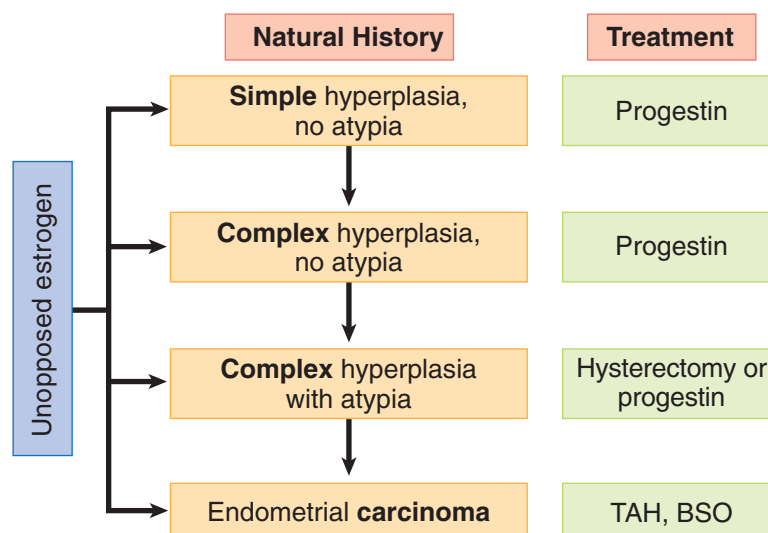 Natural History
Treatment
Unopposed estrogen
Simple hyperplasia,
no atypia
Progestin
Complex hyperplasia,
no atypia
Progestin
Complex hyperplasia
with atypia
Hysterectomy or
progestin
Endometrial carcinoma
TAH, BSO